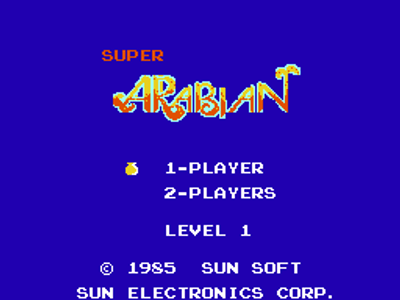 SUPER
ARABIAN
1-PLAYER
2-PLAYERS
LEVEL 1
© 1985 SUN SOFT
SUN ELECTRONICS CORP.